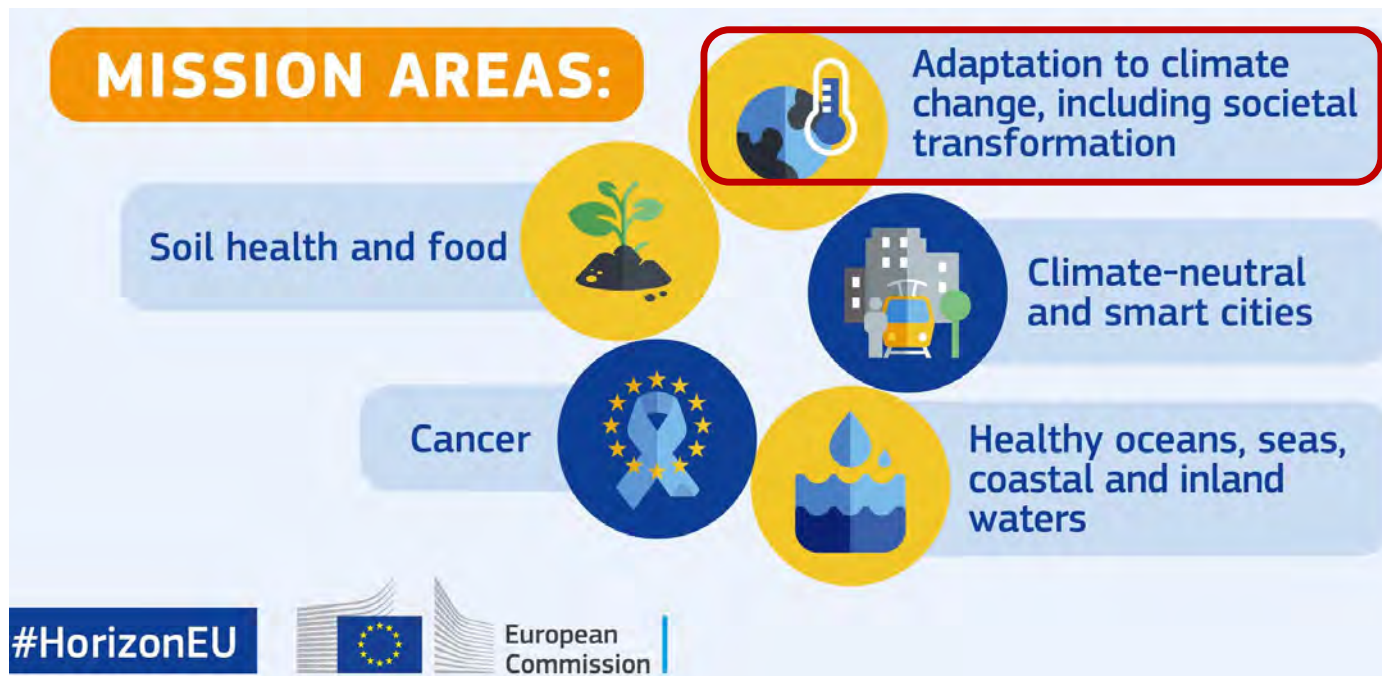 MISSION AREAS:
Adaptation to climate
change, including societal
transformation
Soil health and food
Climate-neutral
and smart cities
Cancer
Healthy oceans, seas,
coastal and inland
waters
#HorizonEU
European
Commission